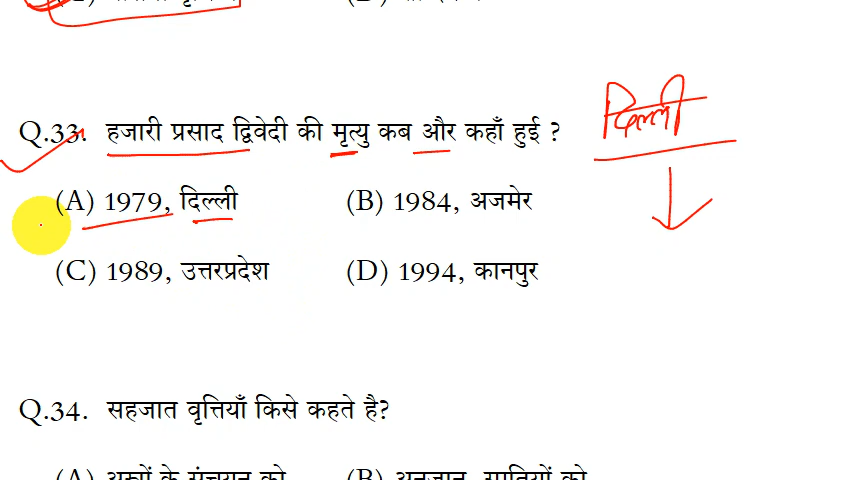 Q.33. हजारी प्रसाद द्विवेदी की मृत्यु कब और कहाँ हुई ? दिल्ली
(A) 1979, दिल्ली (B) 1984, अजमेर
(C) 1989, उत्तरप्रदेश (D) 1994, कानपुर
Q.34. सहजात वृत्तियाँ किसे कहते है?
(A) (B)